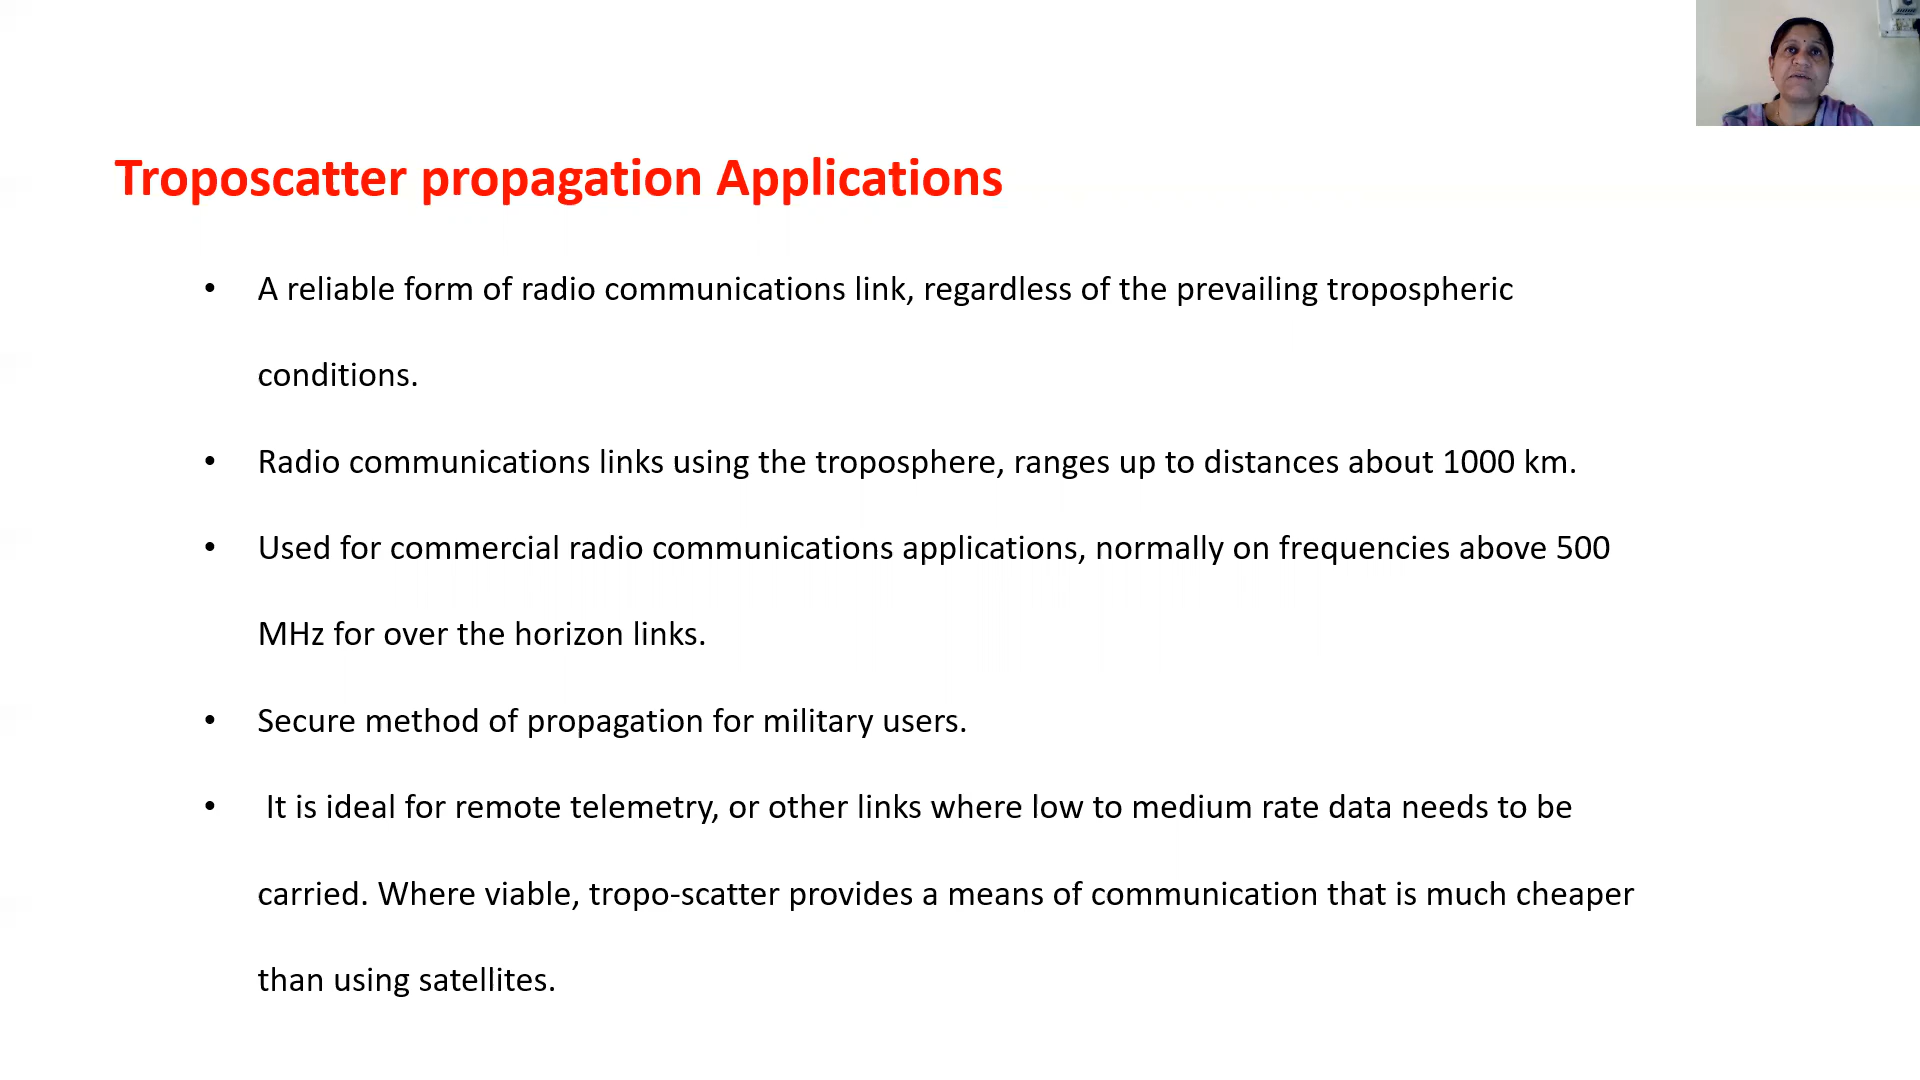 Troposcatter propagation Applications
• A reliable form of radio communications link, regardless of the prevailing tropospheric
conditions.
• Radio communications links using the troposphere, ranges up to distances about 1000 km.
• Used for commercial radio communications applications, normally on frequencies above 500
MHz for over the horizon links.
• Secure method of propagation for military users.
• It is ideal for remote telemetry, or other links where low to medium rate data needs to be
carried. Where viable, tropo-scatter provides a means of communication that is much cheaper
than using satellites.